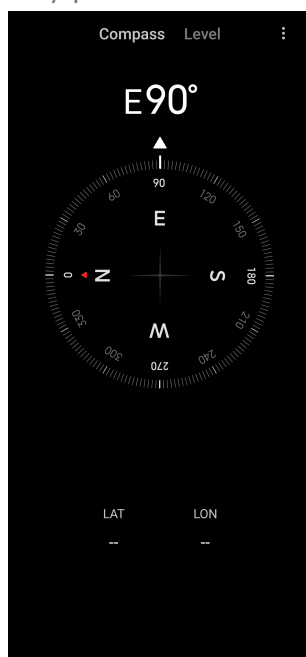 Compass Level
E90°
90
60 120
E
30 150
0 N S 180
330 210
W
300 240
270
LAT LON
-- --